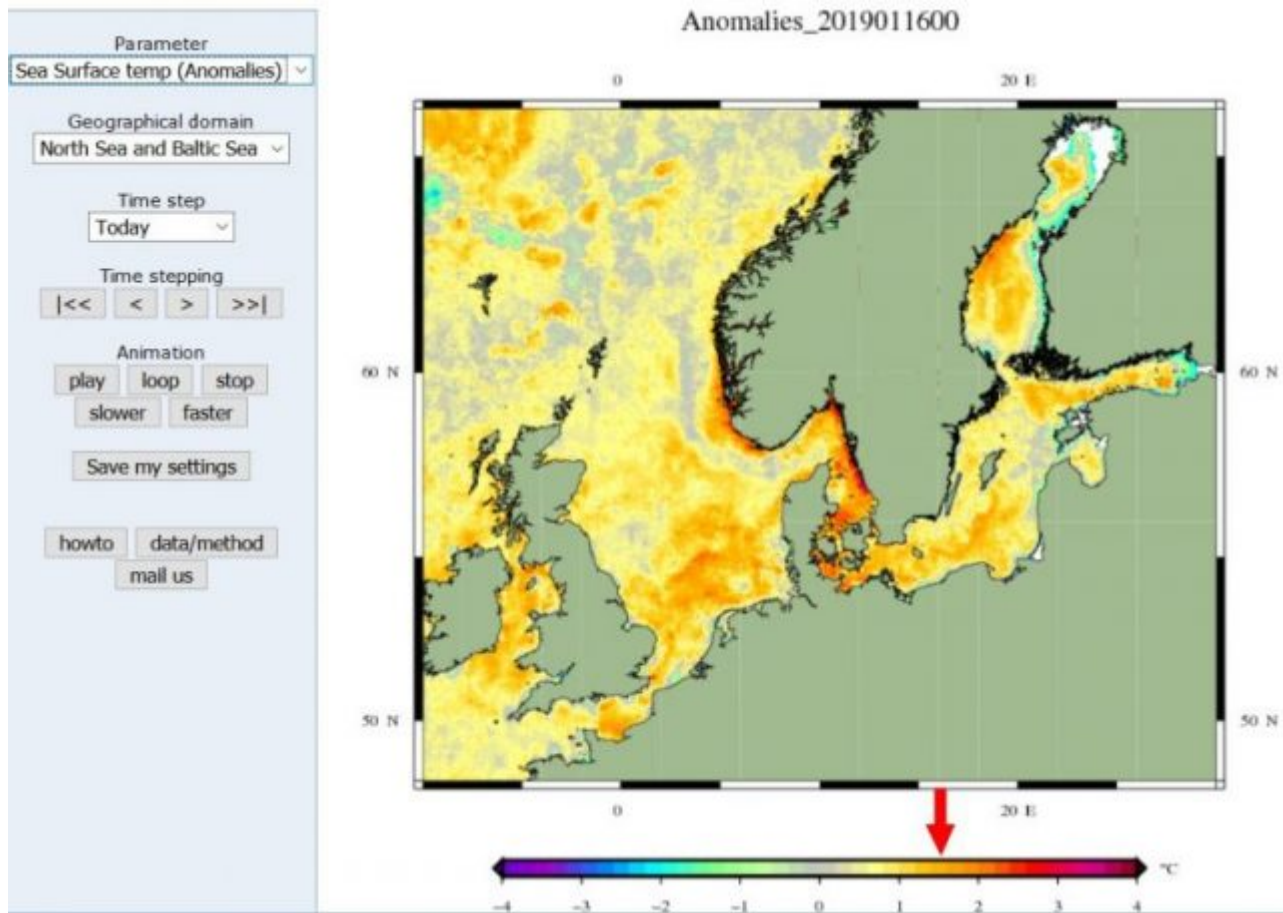 Anomalies_2019011600
Parameter
Sea Surface temp (Anomalies)
Geographical domain
North Sea and Baltic Sea
Time step
Today
Time stepping
|<< < > >>|
Animation
play loop stop
slower faster
Save my settings
howto data/method
mail us
0 20 E
60 N 60 N
50 N 50 N
0 20 E
°C
-4 -3 -2 -1 0 1 2 3 4